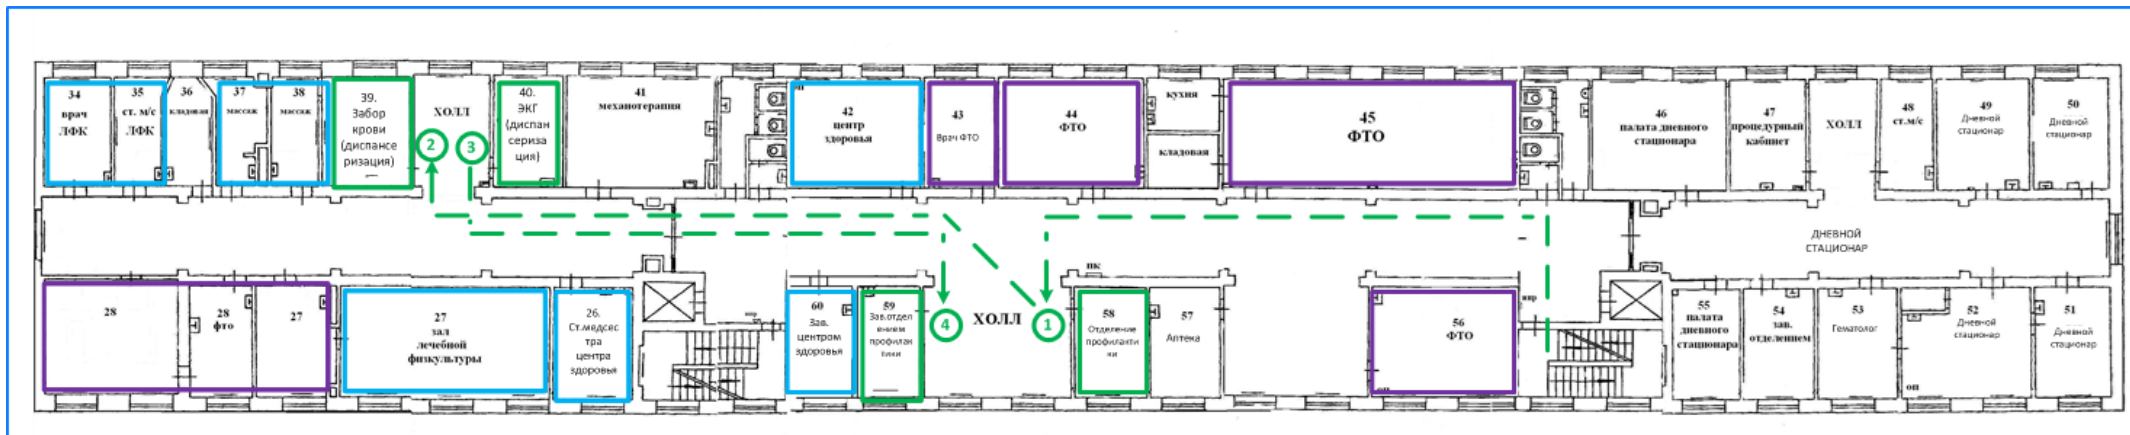 34
врач
ЛФК
35
ст. м/с
ЛФК
36
кладовая
37
массаж
38
массаж
39.
Забор
крови
(диспансе
ризация)
ХОЛЛ
2
3
40.
ЭКГ
(диспан
сериза
ция)
41
механотерапия
42
центр
здоровья
43
Врач ФТО
44
ФТО
кухня
кладовая
45
ФТО
46
палата дневного
стационара
47
процедурный
кабинет
ХОЛЛ
48
ст.м/с
49
Дневной
стационар
50
Дневной
стационар
ДНЕВНОЙ
СТАЦИОНАР
28
28
фто
27
27
зал
лечебной
физкультуры
26.
Ст.медсес
тра
центра
здоровья
60
Зав.
центром
здоровья
59
Зав.отдел
ением
профилак
тики
4
ХОЛЛ
1
пк
58
Отделение
профилакти
ки
57
Аптека
56
ФТО
55
палата
дневного
стационара
54
зав.
отделением
53
Гематолог
52
Дневной
стационар
оп
51
Дневной
стационар